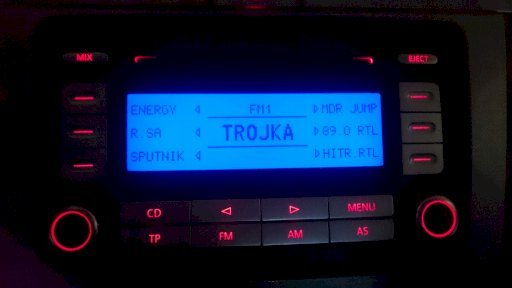 MIX EJECT
ENERGY FM1 MDR JUMP
R.SA TROJKA 89.0 RTL
SPUTNIK HITR RTL
CD MENU
TP FM AM AS